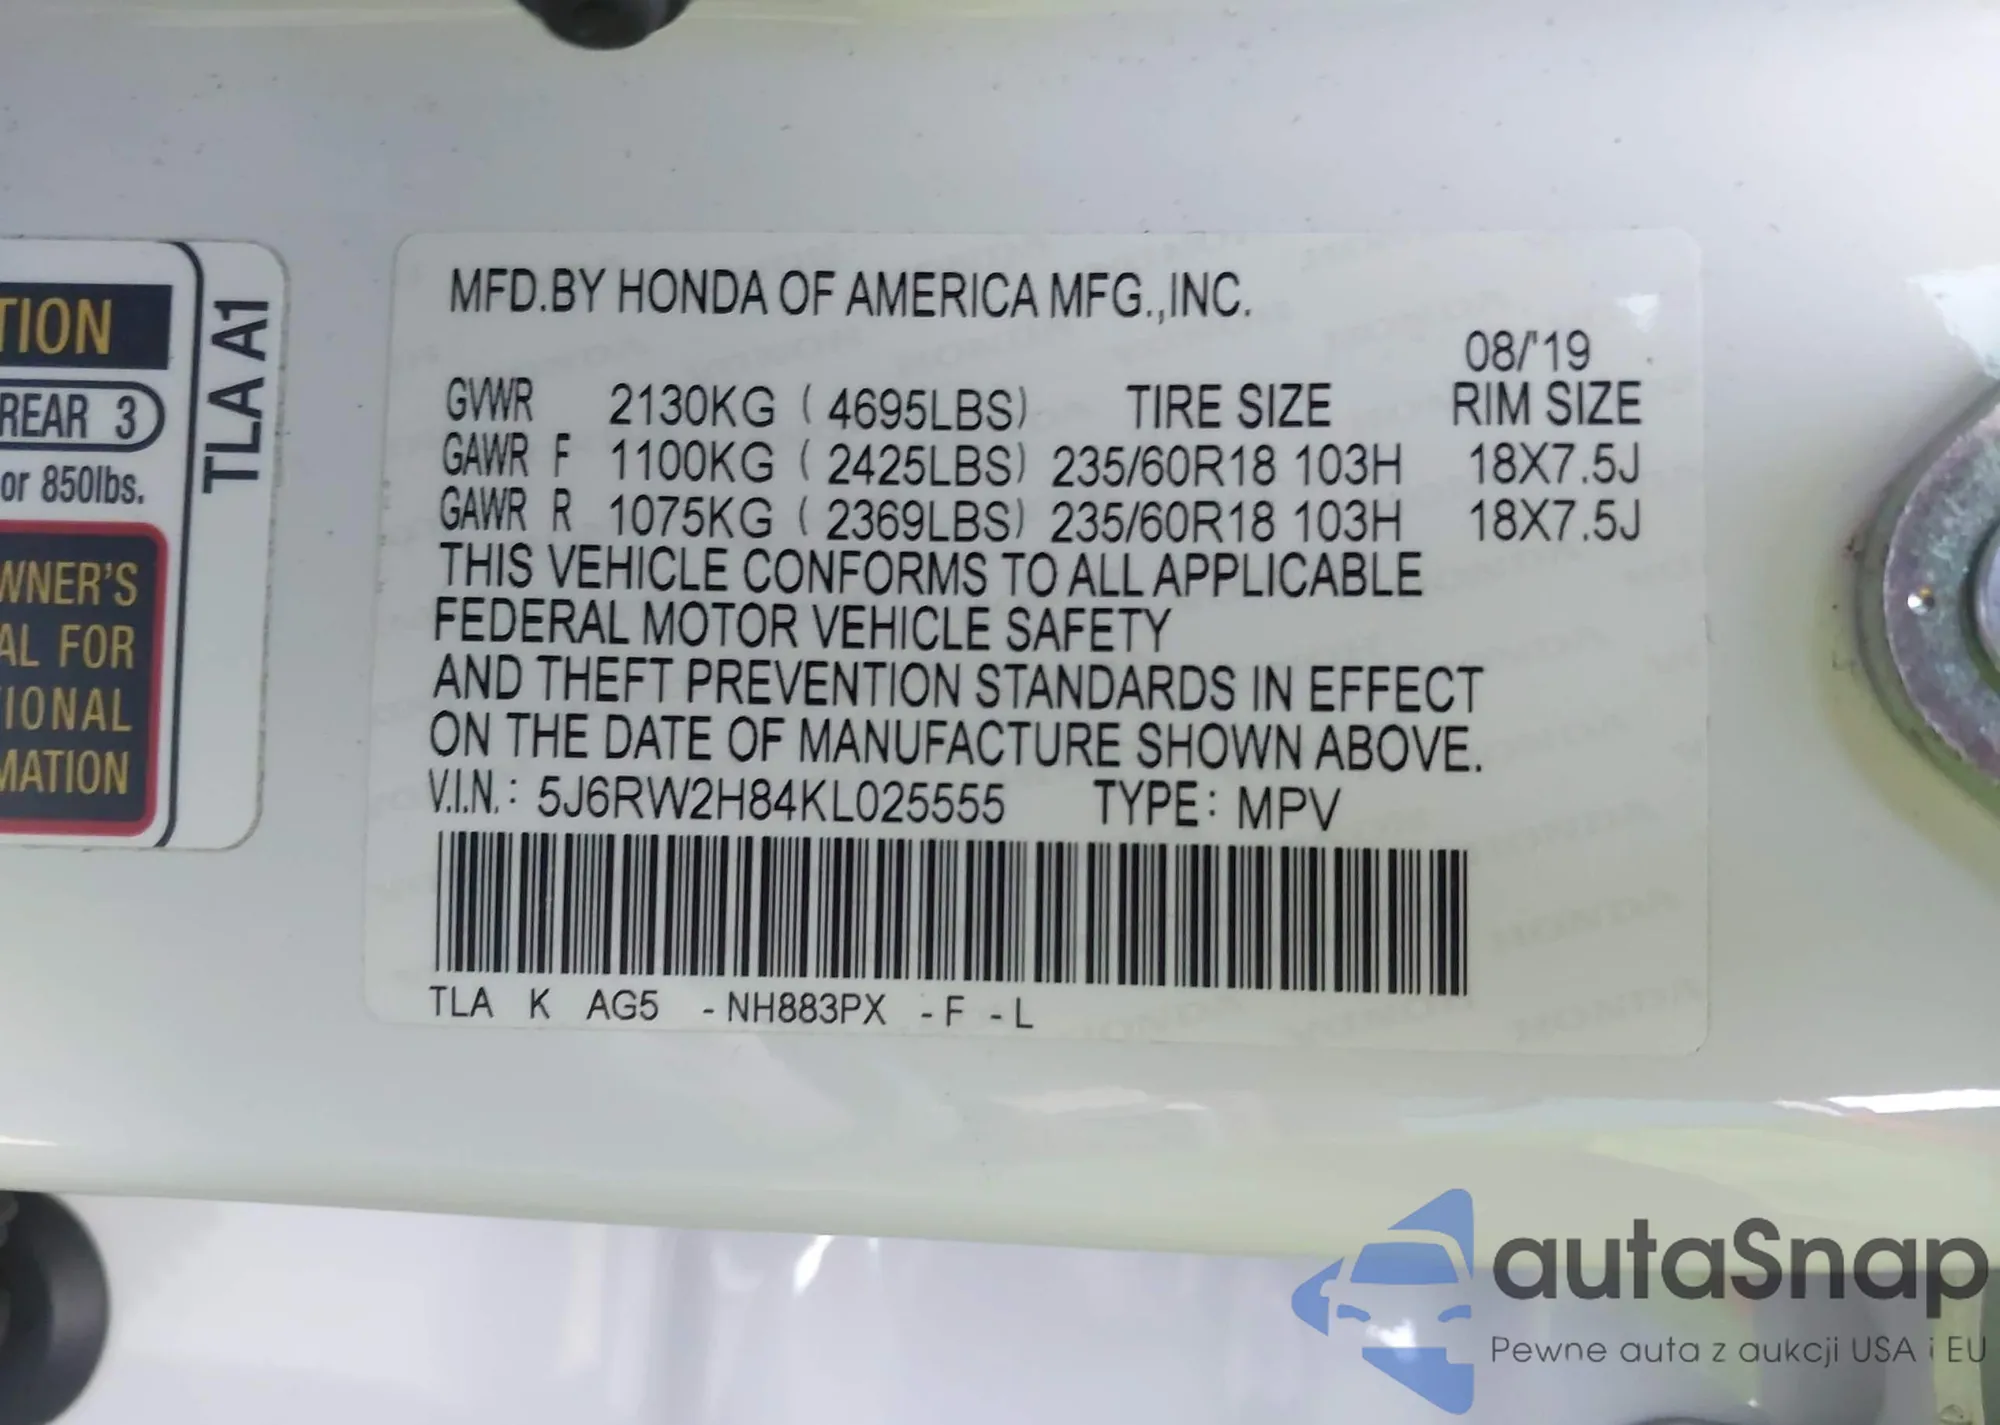 TION
REAR 3
or 850lbs.
WNER'S
AL FOR
TIONAL
MATION
TLA A1
MFD.BY HONDA OF AMERICA MFG.,INC.
08/'19
GVWR 2130KG ( 4695LBS) TIRE SIZE RIM SIZE
GAWR F 1100KG ( 2425LBS) 235/60R18 103H 18X7.5J
GAWR R 1075KG ( 2369LBS) 235/60R18 103H 18X7.5J
THIS VEHICLE CONFORMS TO ALL APPLICABLE
FEDERAL MOTOR VEHICLE SAFETY
AND THEFT PREVENTION STANDARDS IN EFFECT
ON THE DATE OF MANUFACTURE SHOWN ABOVE.
V.I.N.: 5J6RW2H84KL025555 TYPE: MPV
TLA K AG5 -NH883PX -F -L
autaSnap
Pewne auta z aukcji USA i EU